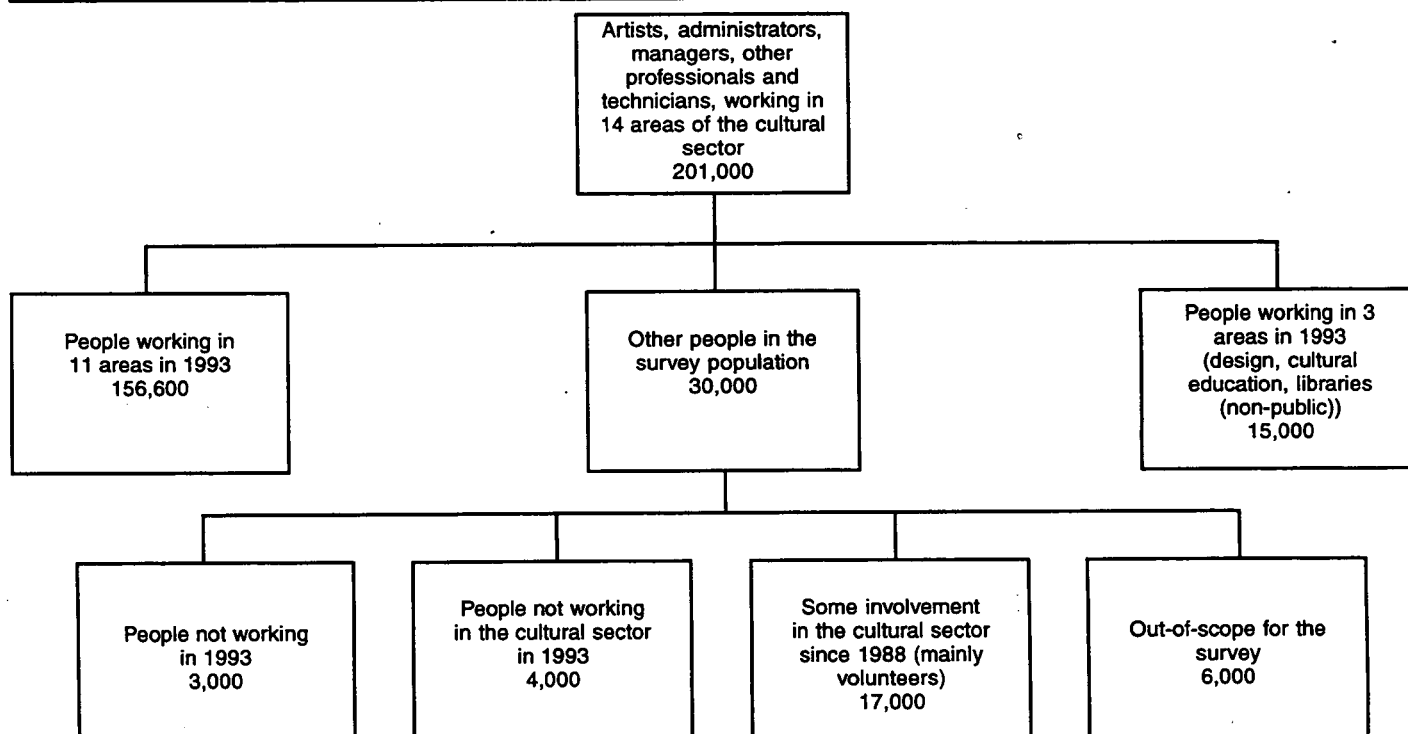 Artists, administrators,
managers, other
professionals and
technicians, working in
14 areas of the cultural
sector
201,000
People working in
11 areas in 1993
156,600
Other people in the
survey population
30,000
People working in 3
areas in 1993
(design, cultural
education, libraries
(non-public))
15,000
People not working
in 1993
3,000
People not working
in the cultural sector
in 1993
4,000
Some involvement
in the cultural sector
since 1988 (mainly
volunteers)
17,000
Out-of-scope for the
survey
6,000